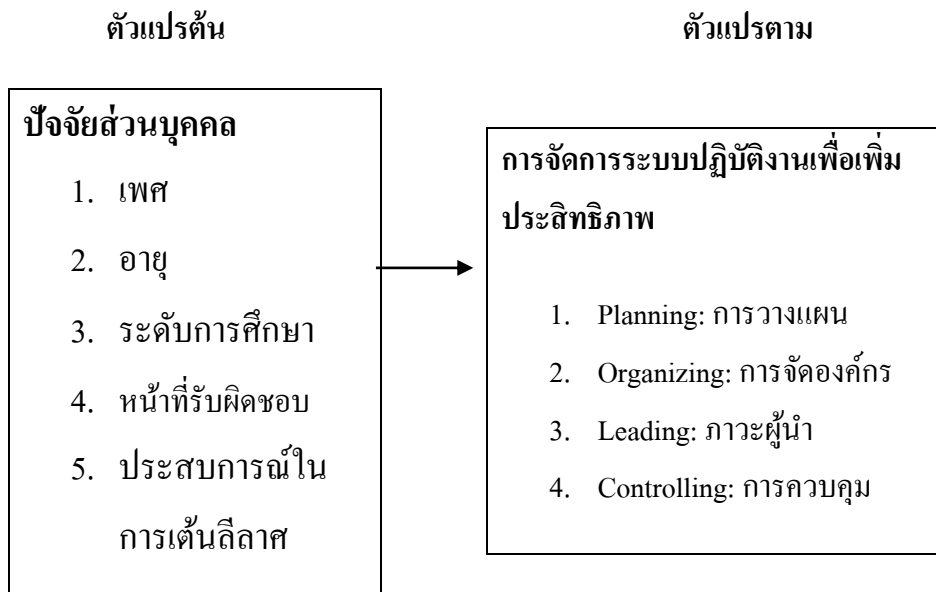 ตัวแปรต้น
ตัวแปรตาม
ปัจจัยส่วนบุคคล
1. เพศ
2. อายุ
3. ระดับการศึกษา
4. หน้าที่รับผิดชอบ
5. ประสบการณ์ใน
การเต้นลีลาศ
การจัดการระบบปฏิบัติงานเพื่อเพิ่ม
ประสิทธิภาพ
1. Planning: การวางแผน
2. Organizing: การจัดองค์กร
3. Leading: ภาวะผู้นำ
4. Controlling: การควบคุม